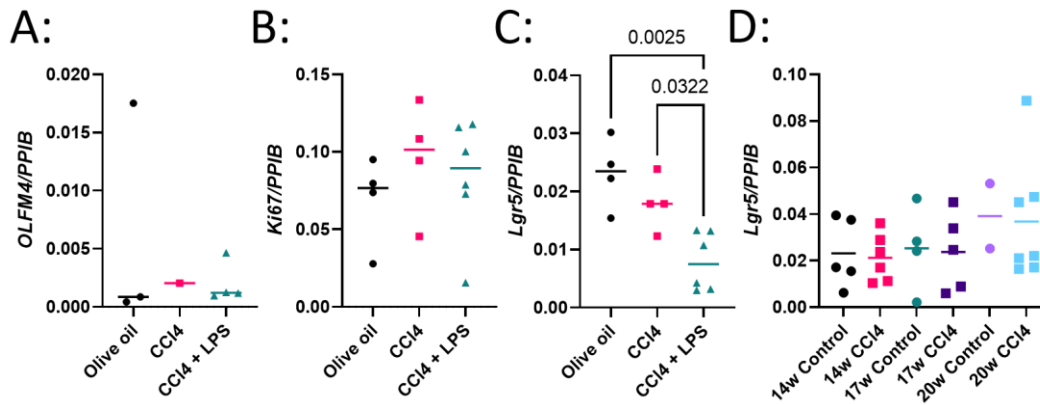 A:
OLFM4/PPIB
0.020
0.015
0.010
0.005
0.000
Olive oil
CCl4
CCl4 + LPS
B:
Ki67/PPIB
0.15
0.10
0.05
0.00
Olive oil
CCl4
CCl4 + LPS
C:
0.0025
0.0322
Lgr5/PPIB
0.04
0.03
0.02
0.01
0.00
Olive oil
CCl4
CCl4 + LPS
D:
Lgr5/PPIB
0.10
0.08
0.06
0.04
0.02
0.00
14w Control
14w CCl4
17w Control
17w CCl4
20w Control
20w CCl4